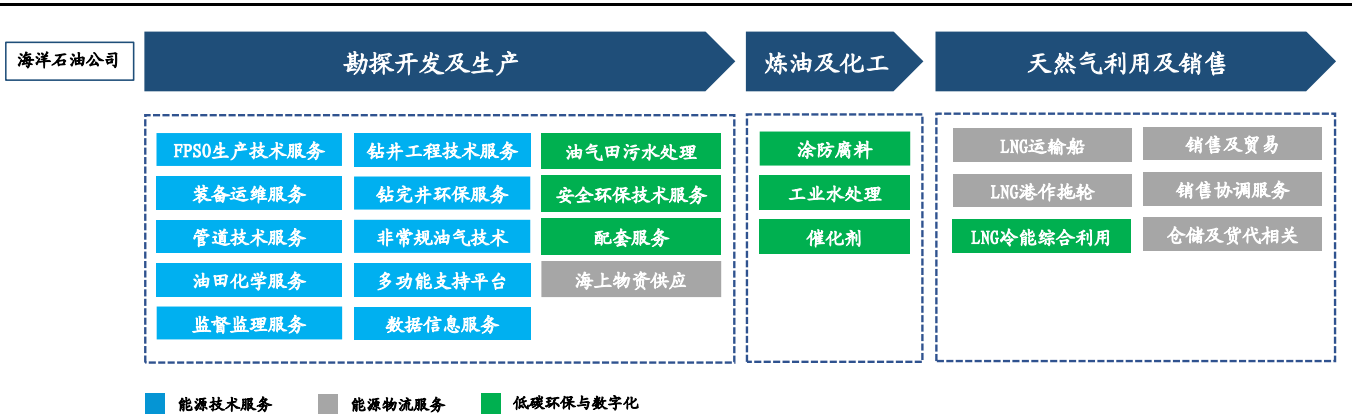 海洋石油公司
勘探开发及生产
炼油及化工
天然气利用及销售
FPSO生产技术服务
钻井工程技术服务
油气田污水处理
装备运维服务
钻完井环保服务
安全环保技术服务
管道技术服务
非常规油气技术
配套服务
油田化学服务
多功能支持平台
海上物资供应
监督监理服务
数据信息服务
涂防腐料
工业水处理
催化剂
LNG运输船
销售及贸易
LNG港作拖轮
销售协调服务
LNG冷能综合利用
仓储及货代相关
能源技术服务
能源物流服务
低碳环保与数字化